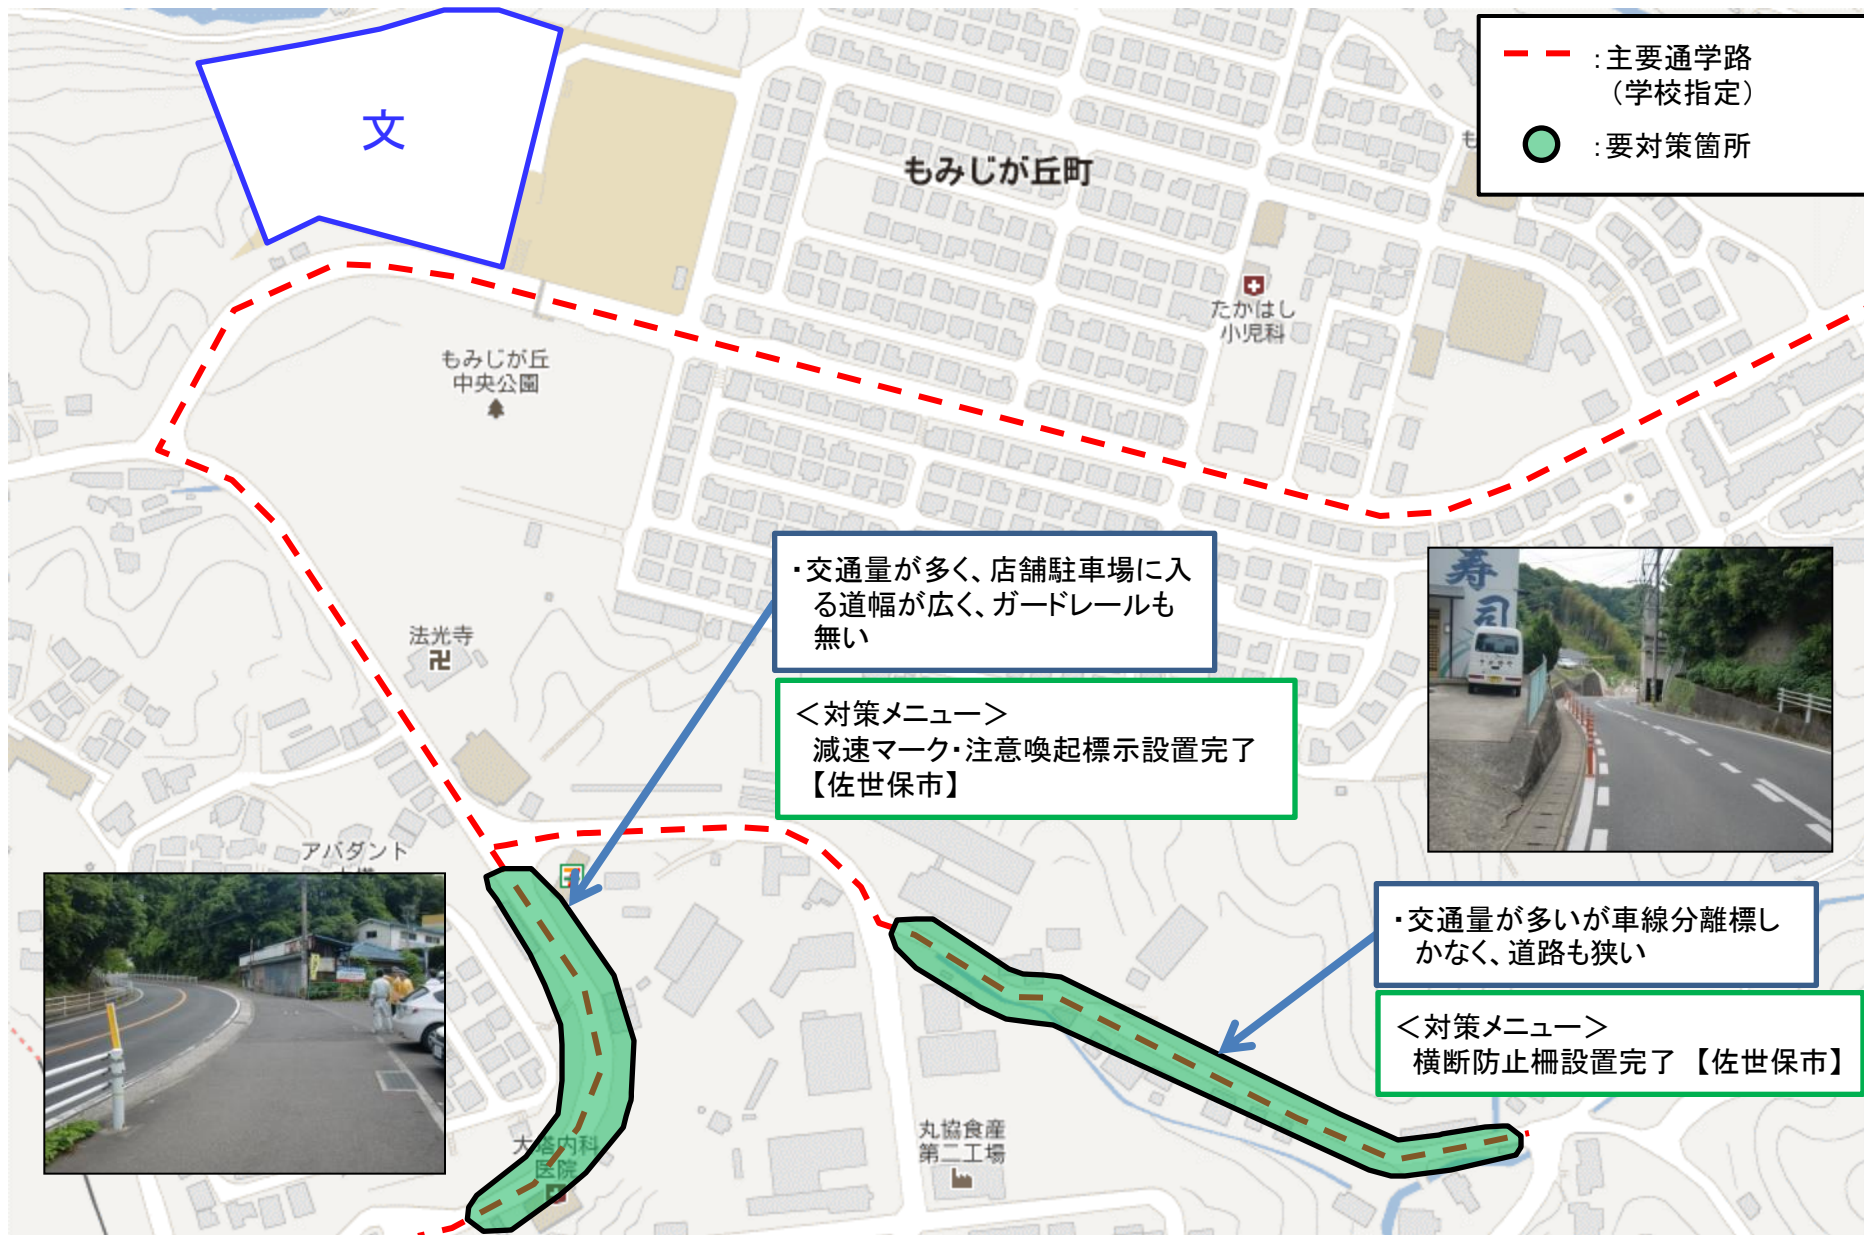 :主要通学路
（学校指定）
:要対策箇所
文
もみじが丘町
たかはし
小児科
もみじが丘
中央公園
・交通量が多く、店舗駐車場に入
る道幅が広く、ガードレールも
無い
＜対策メニュー＞
減速マーク・注意喚起標示設置完了
【佐世保市】
寿
司
法光寺
アバダント
・交通量が多いが車線分離標し
かなく、道路も狭い
＜対策メニュー＞
横断防止柵設置完了 【佐世保市】
大塔内科
医院
丸協食産
第二工場